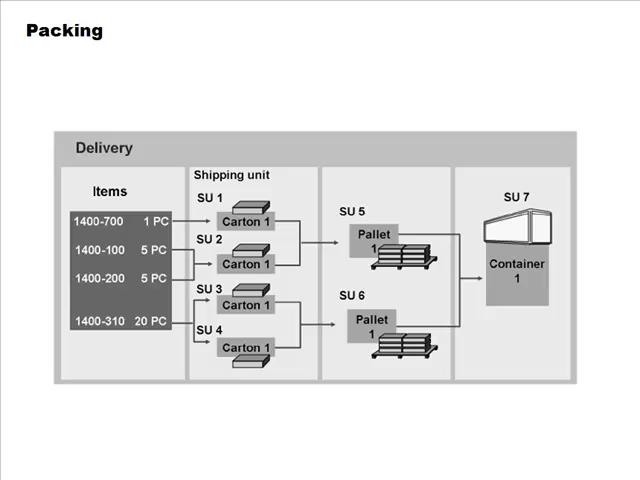 Packing
Delivery
Items
1400-700 1 PC
1400-100 5 PC
1400-200 5 PC
1400-310 20 PC
Shipping unit
SU 1
Carton 1
SU 2
Carton 1
SU 3
Carton 1
SU 4
Carton 1
SU 5
Pallet
1
SU 6
Pallet
1
SU 7
Container
1